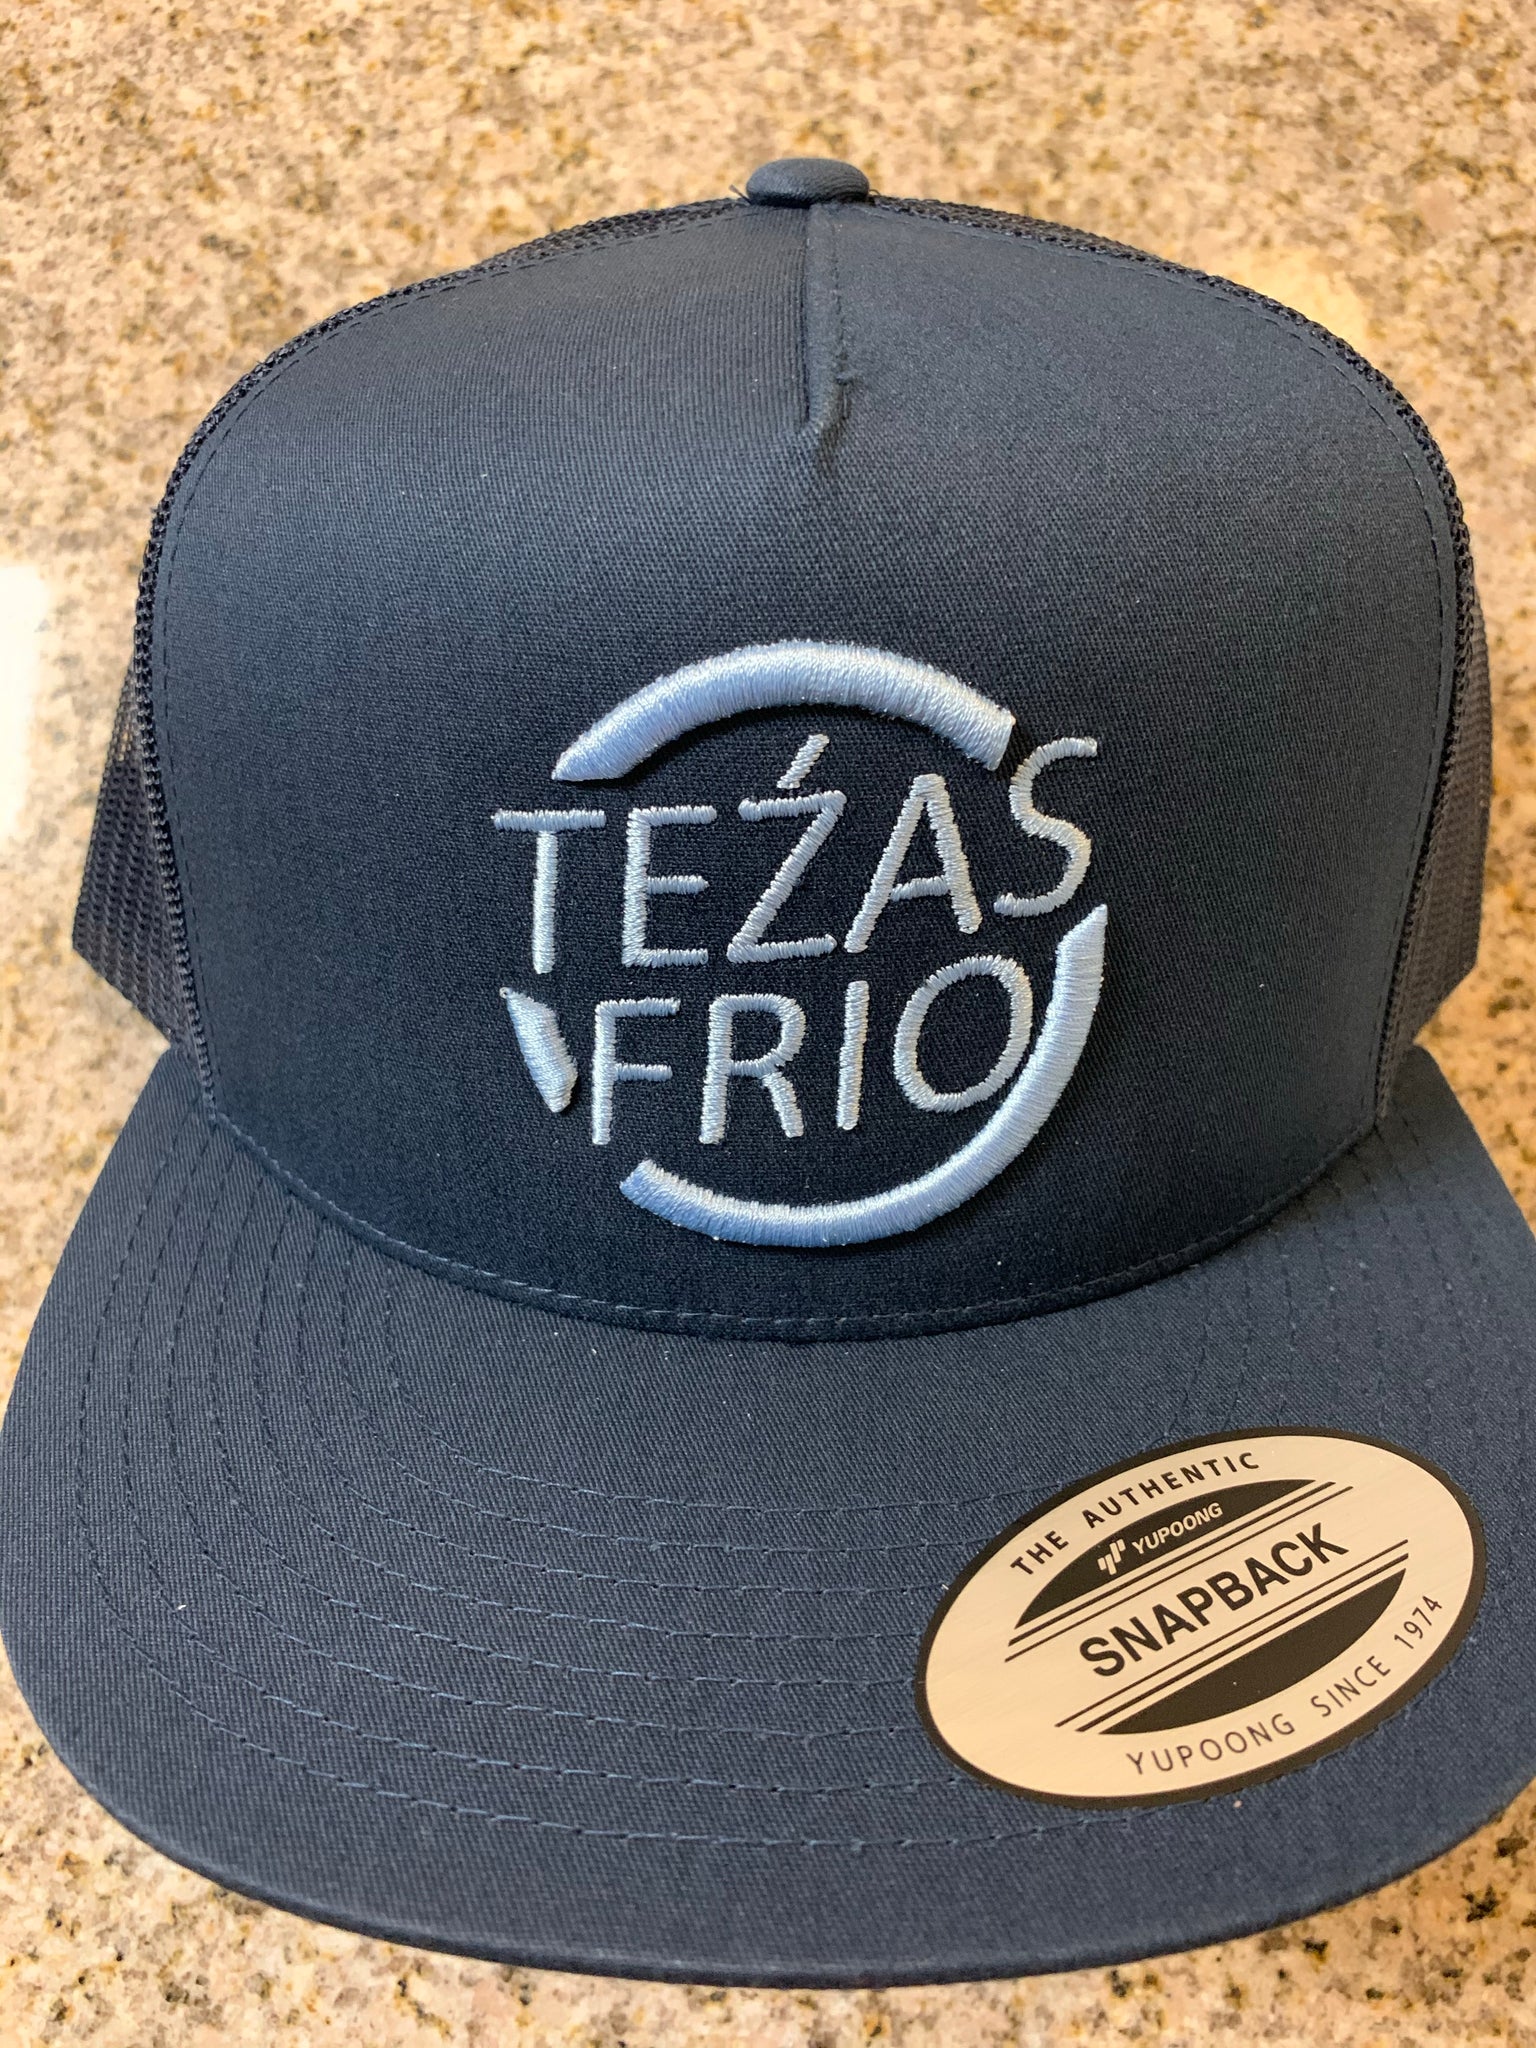 TEŹAS
FRIO
THE AUTHENTIC
YUPOONG
SNAPBACK
YUPOONG SINCE 1974